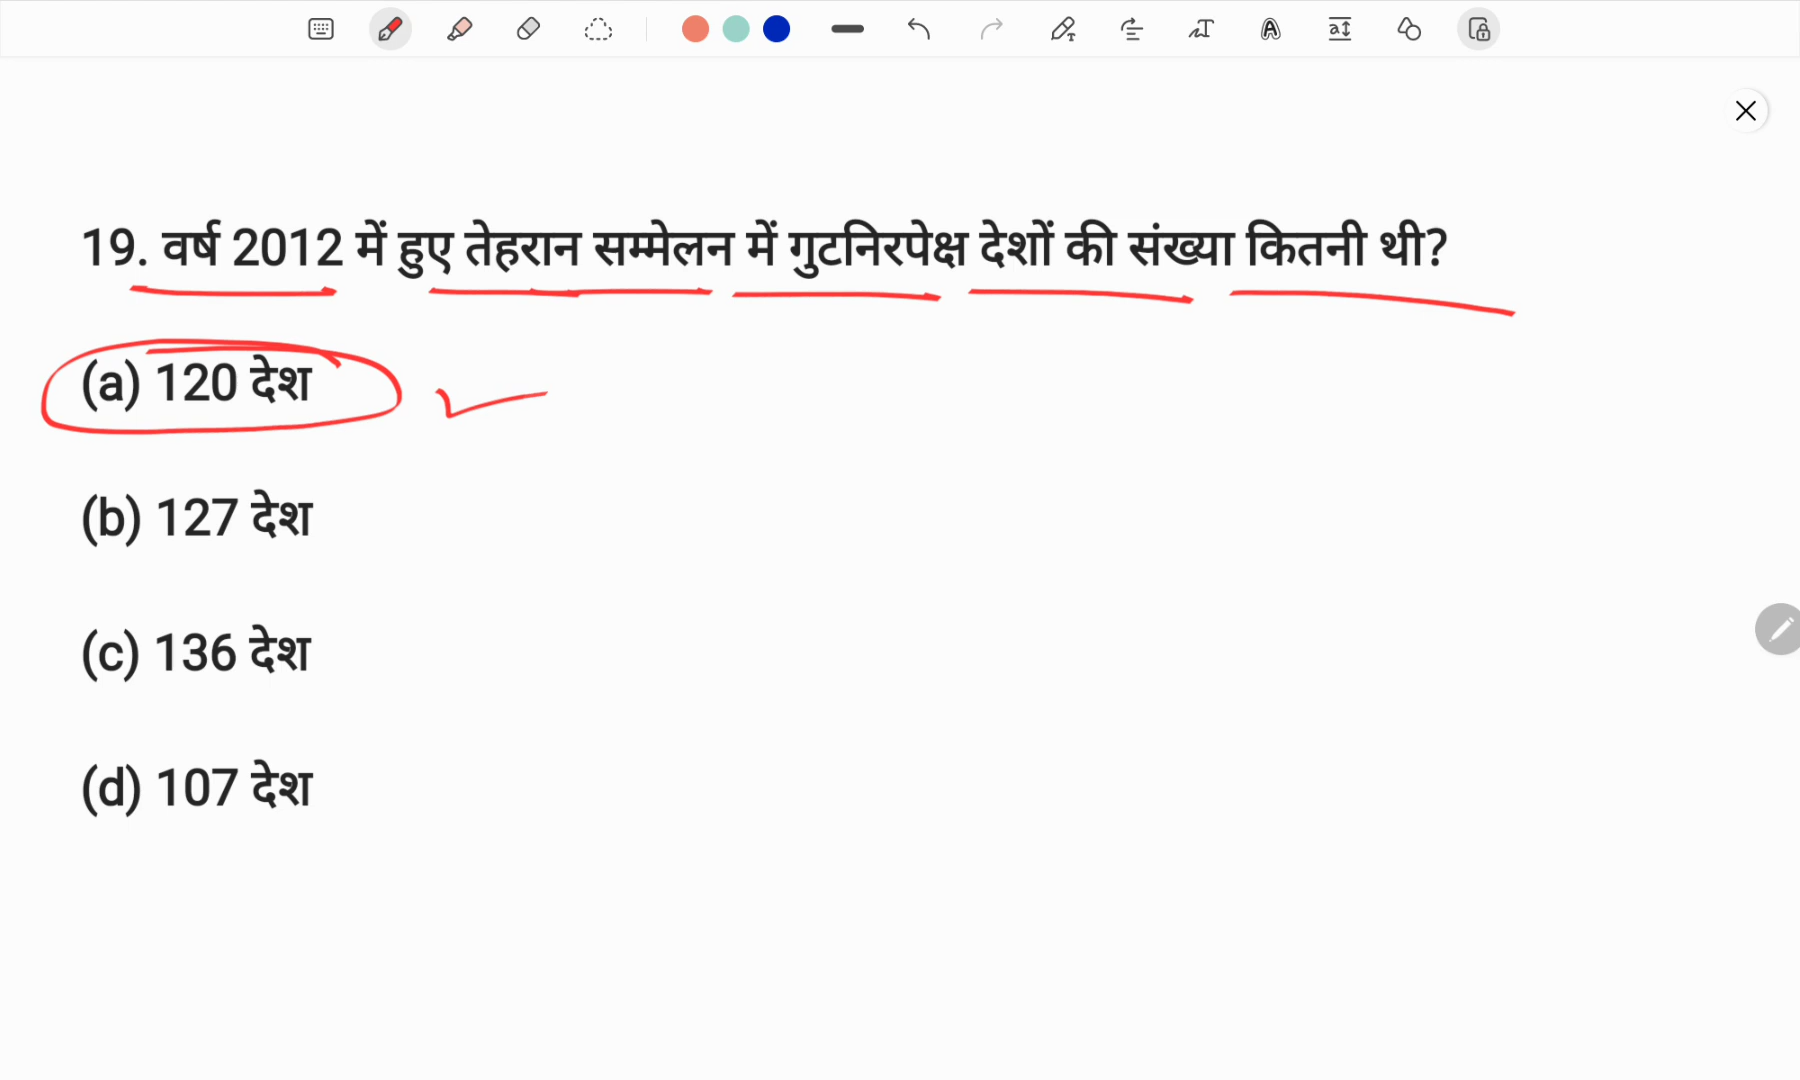 19. वर्ष 2012 में हुए तेहरान सम्मेलन में गुटनिरपेक्ष देशों की संख्या कितनी थी?
(a) 120 देश
(b) 127 देश
(c) 136 देश
(d) 107 देश